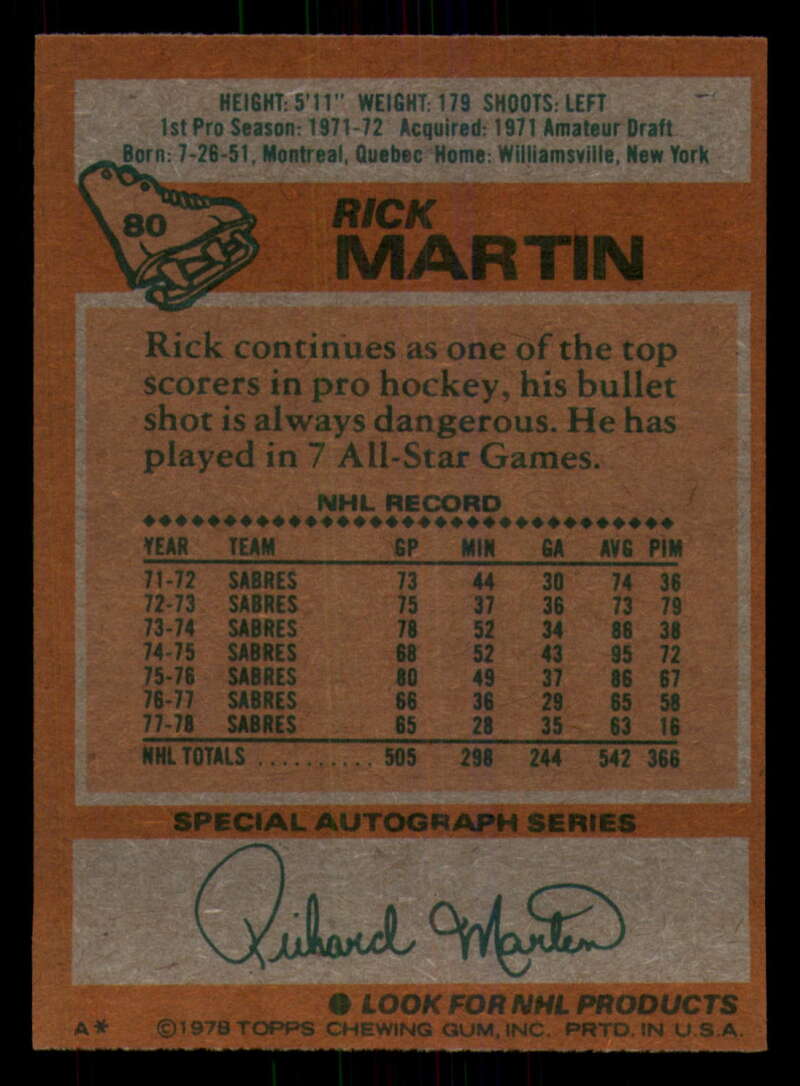 HEIGHT: 5'11" WEIGHT: 179 SHOOTS: LEFT
1st Pro Season: 1971-72 Acquired: 1971 Amateur Draft
Born: 7-26-51, Montreal, Quebec Home: Williamsville, New York
80
RICK
MARTIN
Rick continues as one of the top
scorers in pro hockey, his bullet
shot is always dangerous. He has
played in 7 All-Star Games.
NHL RECORD
YEAR TEAM GP MIN GA AVG PIM
71-72 SABRES 73 44 30 74 36
72-73 SABRES 75 37 36 73 79
73-74 SABRES 78 52 34 86 38
74-75 SABRES 68 52 43 95 72
75-76 SABRES 80 49 37 86 67
76-77 SABRES 66 36 29 65 58
77-78 SABRES 65 28 35 63 16
NHL TOTALS .......... 505 298 244 542 366
SPECIAL AUTOGRAPH SERIES
Richard Martin
● LOOK FOR NHL PRODUCTS
A* ©1978 TOPPS CHEWING GUM, INC. PRTD. IN U.S.A.